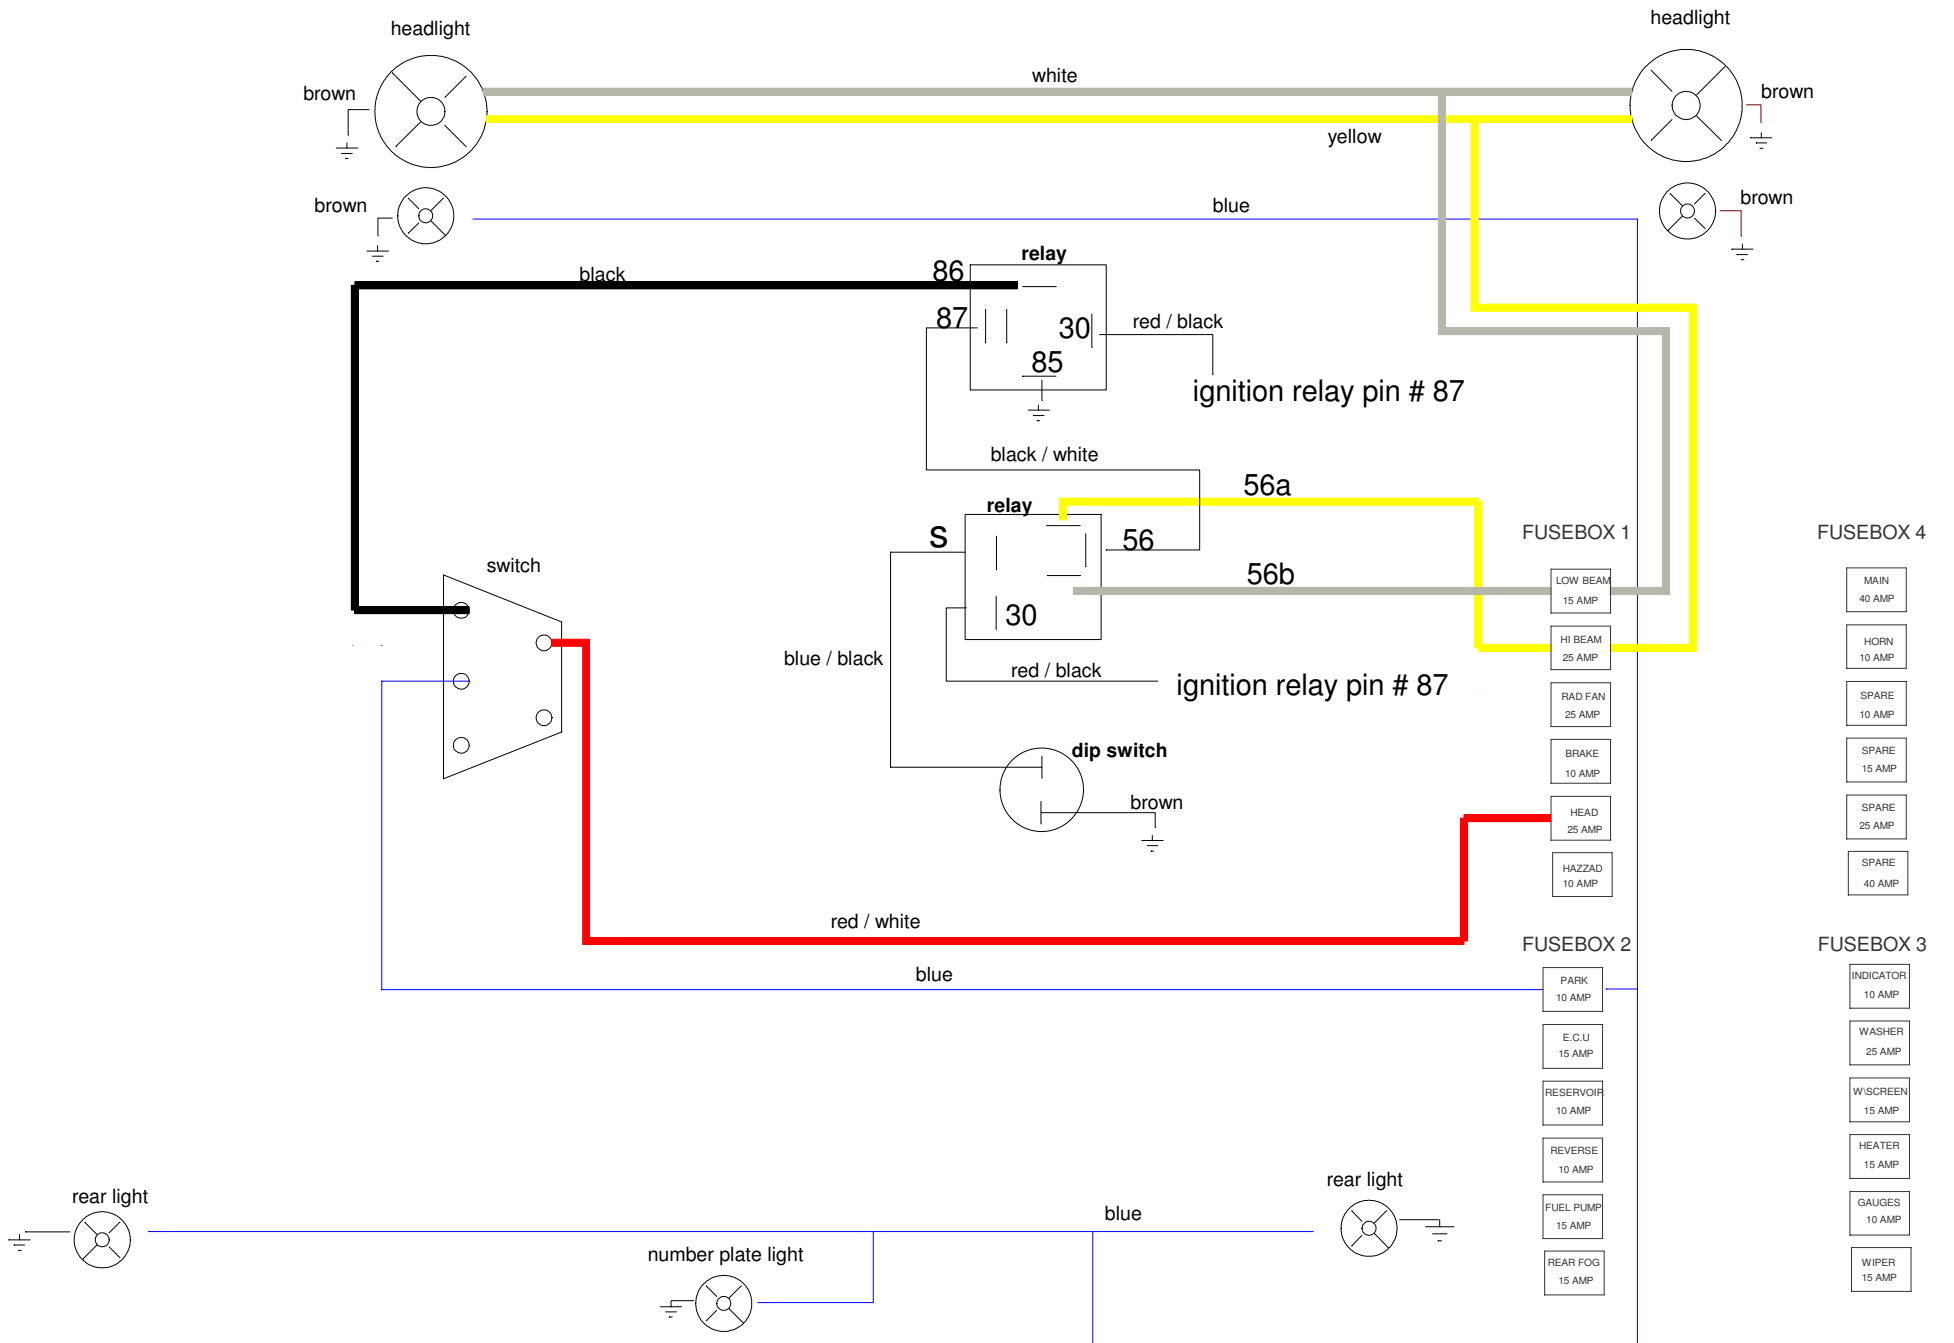 headlight
headlight
white
brown
brown
yellow
brown
blue
brown
relay
86
black
87
30
red / black
85
ignition relay pin # 87
black / white
56a
relay
S
56
FUSEBOX 1
FUSEBOX 4
switch
56b
LOW BEAM
15 AMP
MAIN
40 AMP
30
HI BEAM
25 AMP
HORN
10 AMP
blue / black
red / black
ignition relay pin # 87
RAD FAN
25 AMP
SPARE
10 AMP
dip switch
BRAKE
10 AMP
SPARE
15 AMP
brown
HEAD
25 AMP
SPARE
25 AMP
HAZZAD
10 AMP
SPARE
40 AMP
red / white
FUSEBOX 2
FUSEBOX 3
blue
PARK
10 AMP
INDICATOR
10 AMP
E.C.U
15 AMP
WASHER
25 AMP
RESERVOIR
10 AMP
W\SCREEN
15 AMP
REVERSE
10 AMP
HEATER
15 AMP
rear light
rear light
blue
FUEL PUMP
15 AMP
GAUGES
10 AMP
number plate light
REAR FOG
15 AMP
WIPER
15 AMP